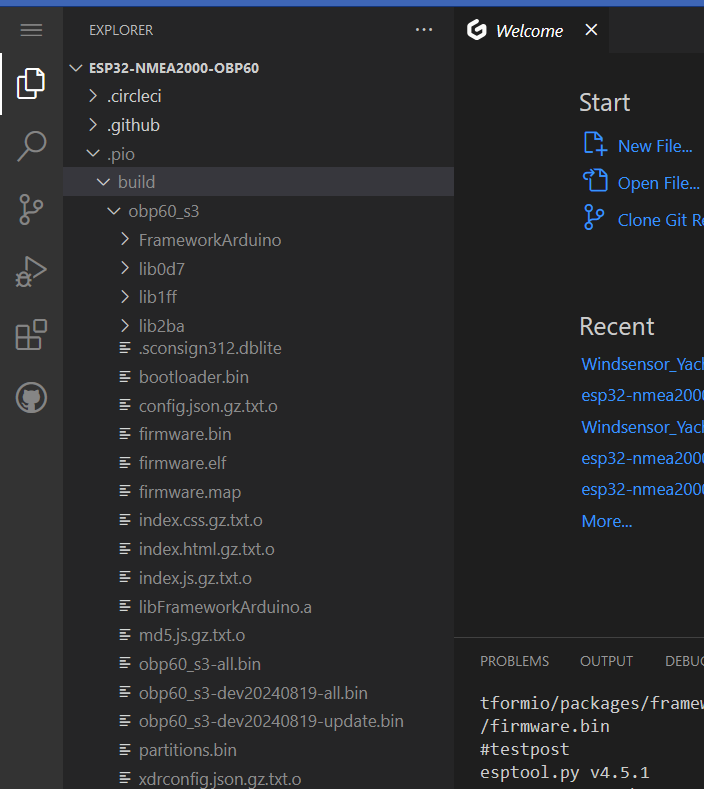 EXPLORER
ESP32-NMEA2000-OBP60
.circleci
.github
.pio
build
obp60_s3
FrameworkArduino
lib0d7
lib1ff
lib2ba
.sconsign312.dblite
bootloader.bin
config.json.gz.txt.o
firmware.bin
firmware.elf
firmware.map
index.css.gz.txt.o
index.html.gz.txt.o
index.js.gz.txt.o
libFrameworkArduino.a
md5.js.gz.txt.o
obp60_s3-all.bin
obp60_s3-dev20240819-all.bin
obp60_s3-dev20240819-update.bin
partitions.bin
xdrconfig.json.gz.txt.o
Welcome
Start
New File...
Open File...
Clone Git Re
Recent
Windsensor_Yach
esp32-nmea2000
Windsensor_Yach
esp32-nmea2000
esp32-nmea2000
More...
PROBLEMS OUTPUT DEBUG
tformio/packages/framew
/firmware.bin
#testpost
esptool.py v4.5.1